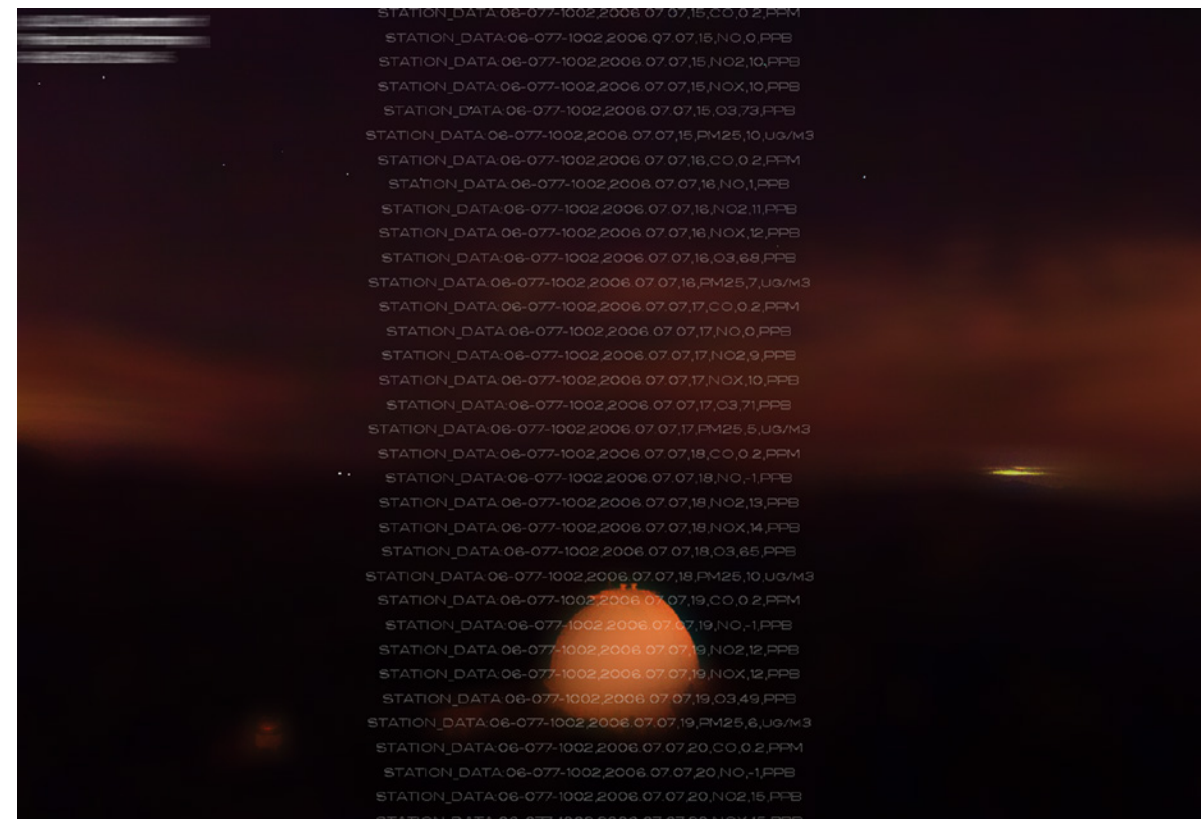 STATION_DATA:06-077-1002,2006.07.07,15,CO,0.2,PPM
STATION_DATA:06-077-1002,2006.07.07,15,NO,0,PPB
STATION_DATA:06-077-1002,2006.07.07,15,NO2,10,PPB
STATION_DATA:06-077-1002,2006.07.07,15,NOX,10,PPB
STATION_DATA:06-077-1002,2006.07.07,15,O3,73,PPB
STATION_DATA:06-077-1002,2006.07.07,15,PM25,10,UG/M3
STATION_DATA:06-077-1002,2006.07.07,16,CO,0.2,PPM
STATION_DATA:06-077-1002,2006.07.07,16,NO,1,PPB
STATION_DATA:06-077-1002,2006.07.07,16,NO2,11,PPB
STATION_DATA:06-077-1002,2006.07.07,16,NOX,12,PPB
STATION_DATA:06-077-1002,2006.07.07,16,O3,68,PPB
STATION_DATA:06-077-1002,2006.07.07,16,PM25,7,UG/M3
STATION_DATA:06-077-1002,2006.07.07,17,CO,0.2,PPM
STATION_DATA:06-077-1002,2006.07.07,17,NO,0,PPB
STATION_DATA:06-077-1002,2006.07.07,17,NO2,9,PPB
STATION_DATA:06-077-1002,2006.07.07,17,NOX,10,PPB
STATION_DATA:06-077-1002,2006.07.07,17,O3,71,PPB
STATION_DATA:06-077-1002,2006.07.07,17,PM25,5,UG/M3
STATION_DATA:06-077-1002,2006.07.07,18,CO,0.2,PPM
STATION_DATA:06-077-1002,2006.07.07,18,NO,-1,PPB
STATION_DATA:06-077-1002,2006.07.07,18,NO2,13,PPB
STATION_DATA:06-077-1002,2006.07.07,18,NOX,14,PPB
STATION_DATA:06-077-1002,2006.07.07,18,O3,65,PPB
STATION_DATA:06-077-1002,2006.07.07,18,PM25,10,UG/M3
STATION_DATA:06-077-1002,2006.07.07,19,CO,0.2,PPM
STATION_DATA:06-077-1002,2006.07.07,19,NO,-1,PPB
STATION_DATA:06-077-1002,2006.07.07,19,NO2,12,PPB
STATION_DATA:06-077-1002,2006.07.07,19,NOX,12,PPB
STATION_DATA:06-077-1002,2006.07.07,19,O3,49,PPB
STATION_DATA:06-077-1002,2006.07.07,19,PM25,6,UG/M3
STATION_DATA:06-077-1002,2006.07.07,20,CO,0.2,PPM
STATION_DATA:06-077-1002,2006.07.07,20,NO,-1,PPB
STATION_DATA:06-077-1002,2006.07.07,20,NO2,15,PPB